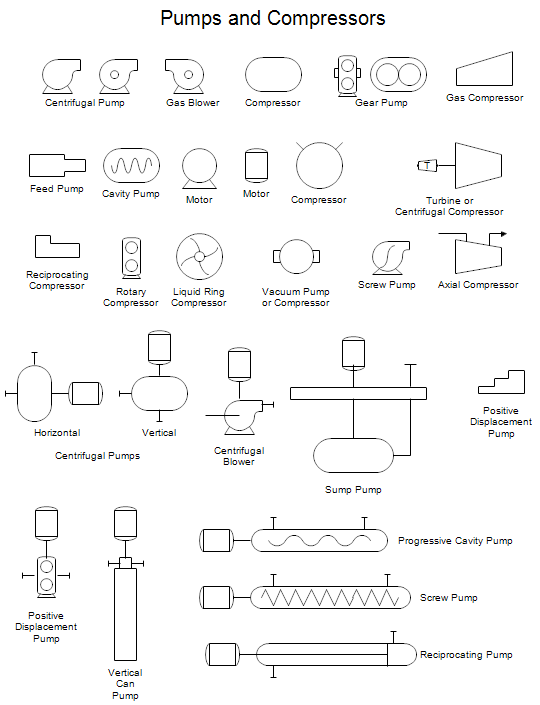 Pumps and Compressors
Centrifugal Pump
Gas Blower
Compressor
Gear Pump
Gas Compressor
Feed Pump
Cavity Pump
Motor
Motor
Compressor
T
Turbine or
Centrifugal Compressor
Reciprocating
Compressor
Rotary
Compressor
Liquid Ring
Compressor
Vacuum Pump
or Compressor
Screw Pump
Axial Compressor
Horizontal
Vertical
Centrifugal Pumps
Centrifugal
Blower
Sump Pump
Positive
Displacement
Pump
Positive
Displacement
Pump
Vertical
Can
Pump
Progressive Cavity Pump
Screw Pump
Reciprocating Pump